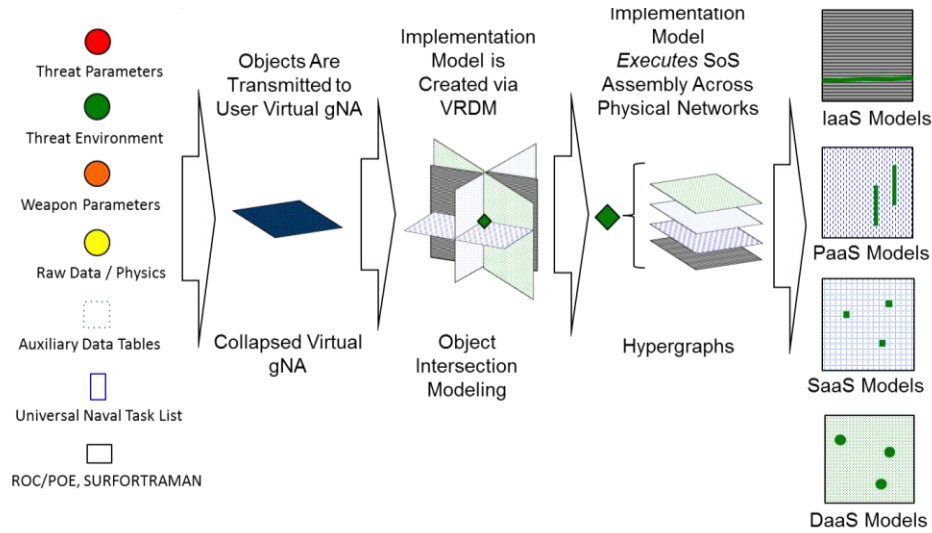 Threat Parameters
Threat Environment
Weapon Parameters
Raw Data / Physics
Auxiliary Data Tables
Universal Naval Task List
ROC/POE, SURFORTRAMAN
Objects Are
Transmitted to
User Virtual gNA
Collapsed Virtual
gNA
Implementation
Model is
Created via
VRDM
Object
Intersection
Modeling
Implementation
Model
Executes SoS
Assembly Across
Physical Networks
Hypergraphs
IaaS Models
PaaS Models
SaaS Models
DaaS Models